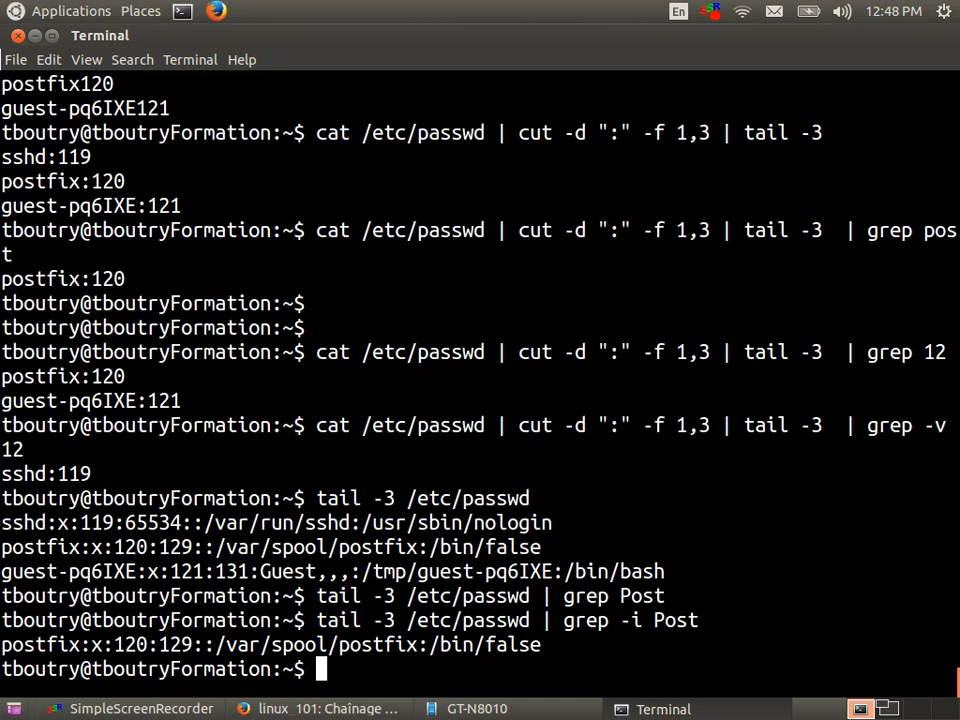 Applications Places En 12:48 PM
Terminal
File Edit View Search Terminal Help
postfix120
guest-pq6IXE121
tboutry@tboutryFormation:~$ cat /etc/passwd | cut -d ":" -f 1,3 | tail -3
sshd:119
postfix:120
guest-pq6IXE:121
tboutry@tboutryFormation:~$ cat /etc/passwd | cut -d ":" -f 1,3 | tail -3  | grep pos
t
postfix:120
tboutry@tboutryFormation:~$
tboutry@tboutryFormation:~$
tboutry@tboutryFormation:~$ cat /etc/passwd | cut -d ":" -f 1,3 | tail -3  | grep 12
postfix:120
guest-pq6IXE:121
tboutry@tboutryFormation:~$ cat /etc/passwd | cut -d ":" -f 1,3 | tail -3  | grep -v
12
sshd:119
tboutry@tboutryFormation:~$ tail -3 /etc/passwd
sshd:x:119:65534::/var/run/sshd:/usr/sbin/nologin
postfix:x:120:129::/var/spool/postfix:/bin/false
guest-pq6IXE:x:121:131:Guest,,,:/tmp/guest-pq6IXE:/bin/bash
tboutry@tboutryFormation:~$ tail -3 /etc/passwd | grep Post
tboutry@tboutryFormation:~$ tail -3 /etc/passwd | grep -i Post
postfix:x:120:129::/var/spool/postfix:/bin/false
tboutry@tboutryFormation:~$
SimpleScreenRecorder linux_101: Chaînage ... GT-N8010 Terminal